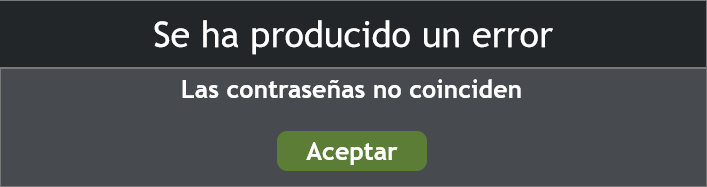 Se ha producido un error
Las contraseñas no coinciden
Aceptar